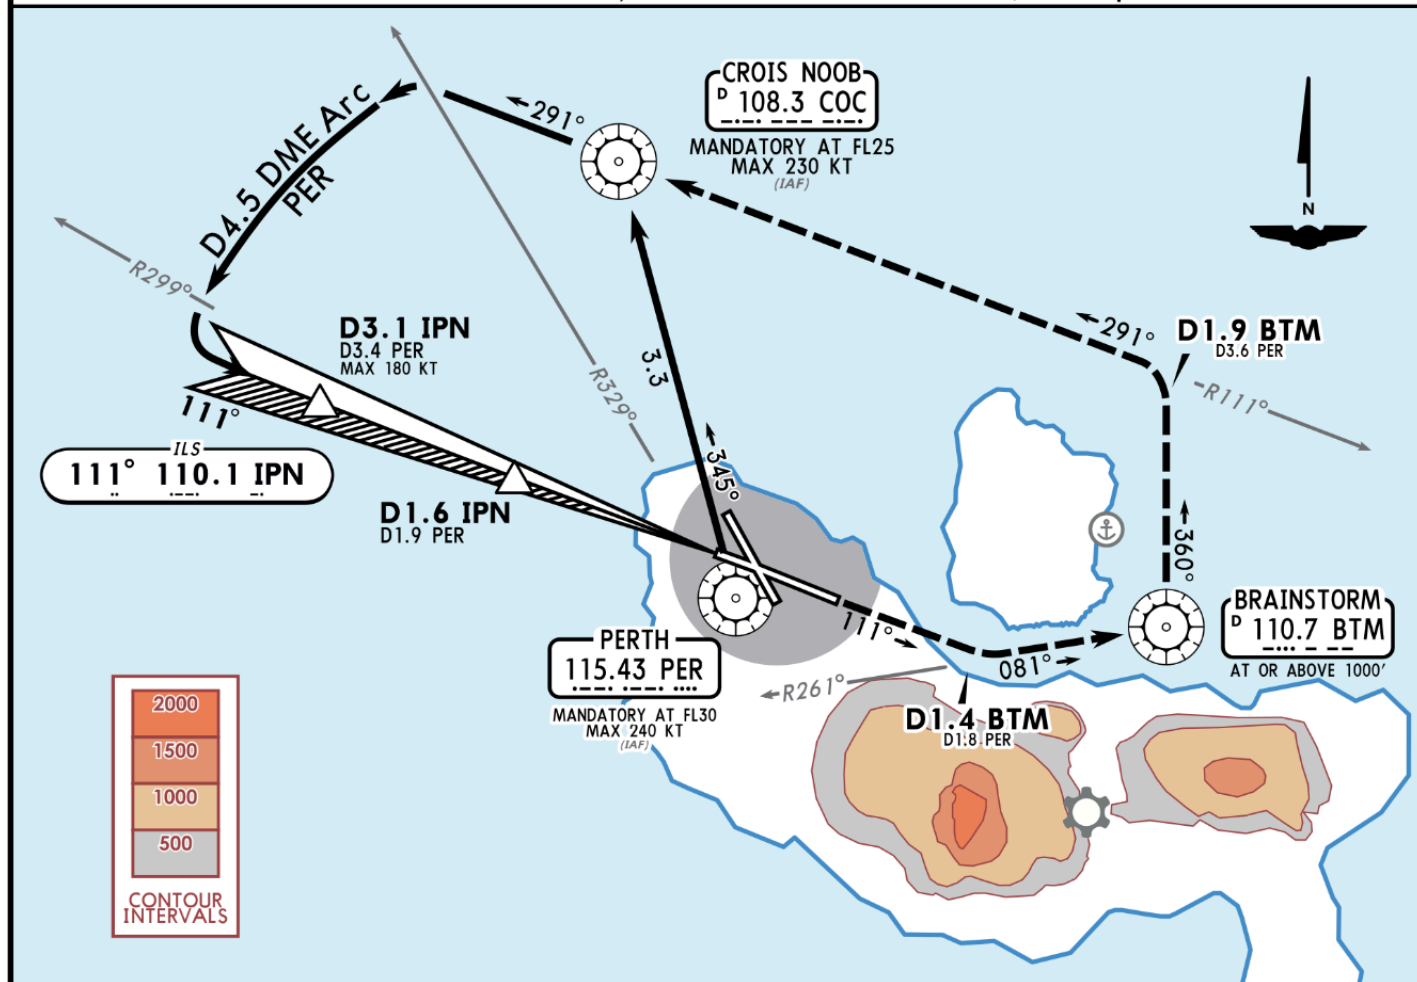 CROIS NOOB
D 108.3 COC
MANDATORY AT FL25
MAX 230 KT
(IAF)
←291°
D4.5 DME Arc
PER
N
R299°
D3.1 IPN
D3.4 PER
MAX 180 KT
←291°
D1.9 BTM
D3.6 PER
3.3
R329°
R111°
111°
←345°
ILS
111° 110.1 IPN
D1.6 IPN
D1.9 PER
←360°
BRAINSTORM
D 110.7 BTM
AT OR ABOVE 1000'
PERTH
115.43 PER
MANDATORY AT FL30
MAX 240 KT
(IAF)
111°→
081°→
←R261°
D1.4 BTM
D1.8 PER
2000
1500
1000
500
CONTOUR
INTERVALS